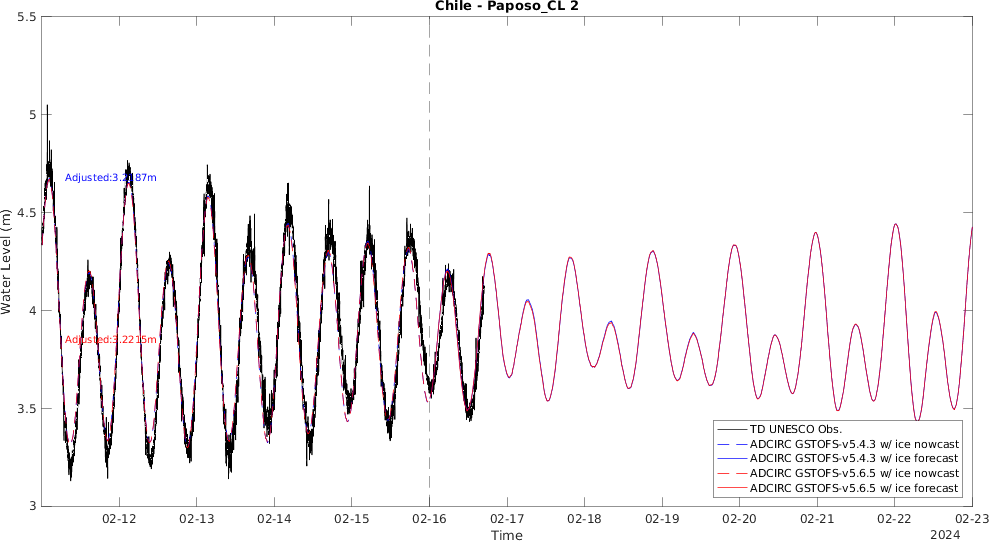 Chile - Paposo_CL 2
5.5
5
4.5
4
3.5
3
Water Level (m)
Adjusted:3.2187m
Adjusted:3.2215m
TD UNESCO Obs.
ADCIRC GSTOFS-v5.4.3 w/ ice nowcast
ADCIRC GSTOFS-v5.4.3 w/ ice forecast
ADCIRC GSTOFS-v5.6.5 w/ ice nowcast
ADCIRC GSTOFS-v5.6.5 w/ ice forecast
02-12 02-13 02-14 02-15 02-16 02-17 02-18 02-19 02-20 02-21 02-22 02-23
Time
2024